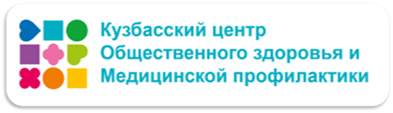 Кузбасский центр
Общественного здоровья и
Медицинской профилактики